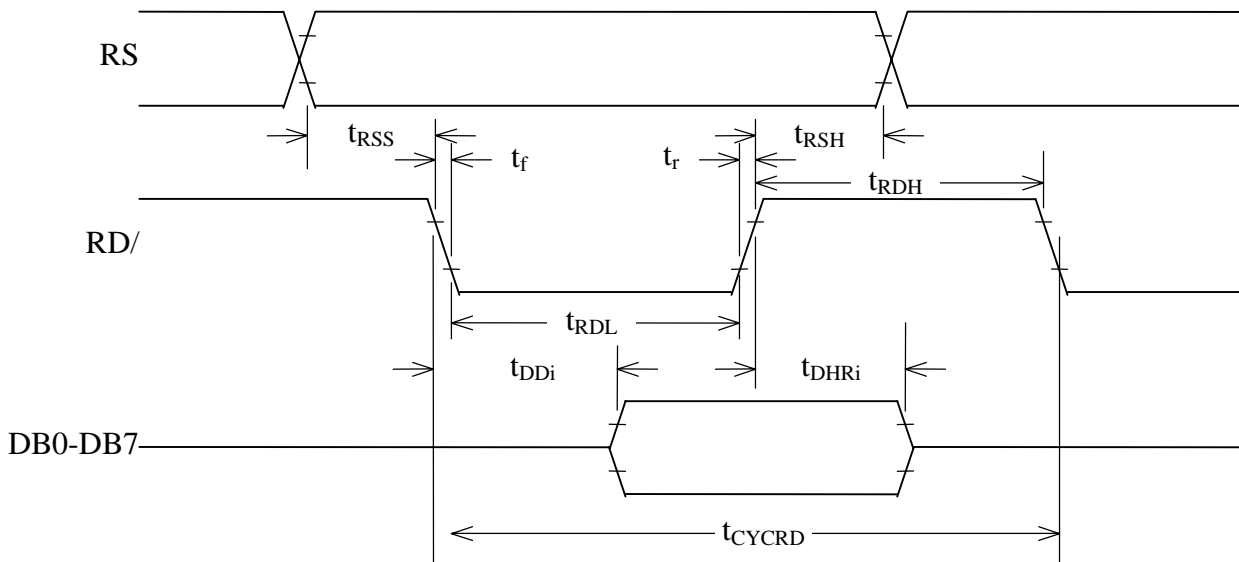 RS
tRSS
tRSH
tf
tr
tRDH
RD/
tRDL
tDDi
tDHRi
DB0-DB7
tCYCRD